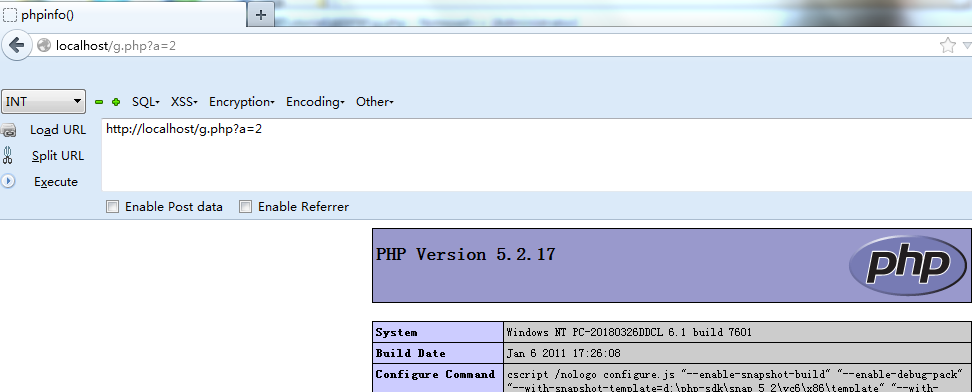 phpinfo()
localhost/g.php?a=2
INT SQL XSS Encryption Encoding Other
Load URL http://localhost/g.php?a=2
Split URL
Execute
Enable Post data Enable Referrer
PHP Version 5.2.17 php
System Windows NT PC-20180326DDCL 6.1 build 7601
Build Date Jan 6 2011 17:26:08
Configure Command cscript /nologo configure.js "--enable-snapshot-build" "--enable-debug-pack"
"--with-snapshot-template=d:\php-sdk\snap_5_2\vc6\x86\template" "--with-